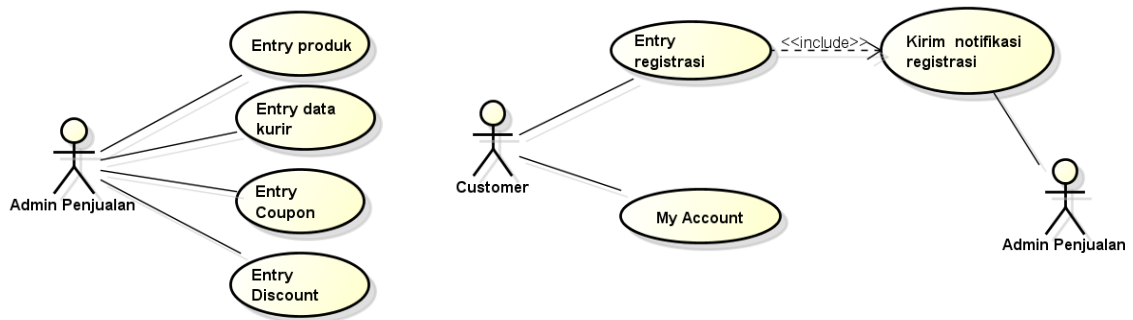 Entry produk
Entry data
kurir
Entry
Coupon
Entry
Discount
Admin Penjualan
Entry
registrasi
<<include>>
Kirim notifikasi
registrasi
Customer
My Account
Admin Penjualan